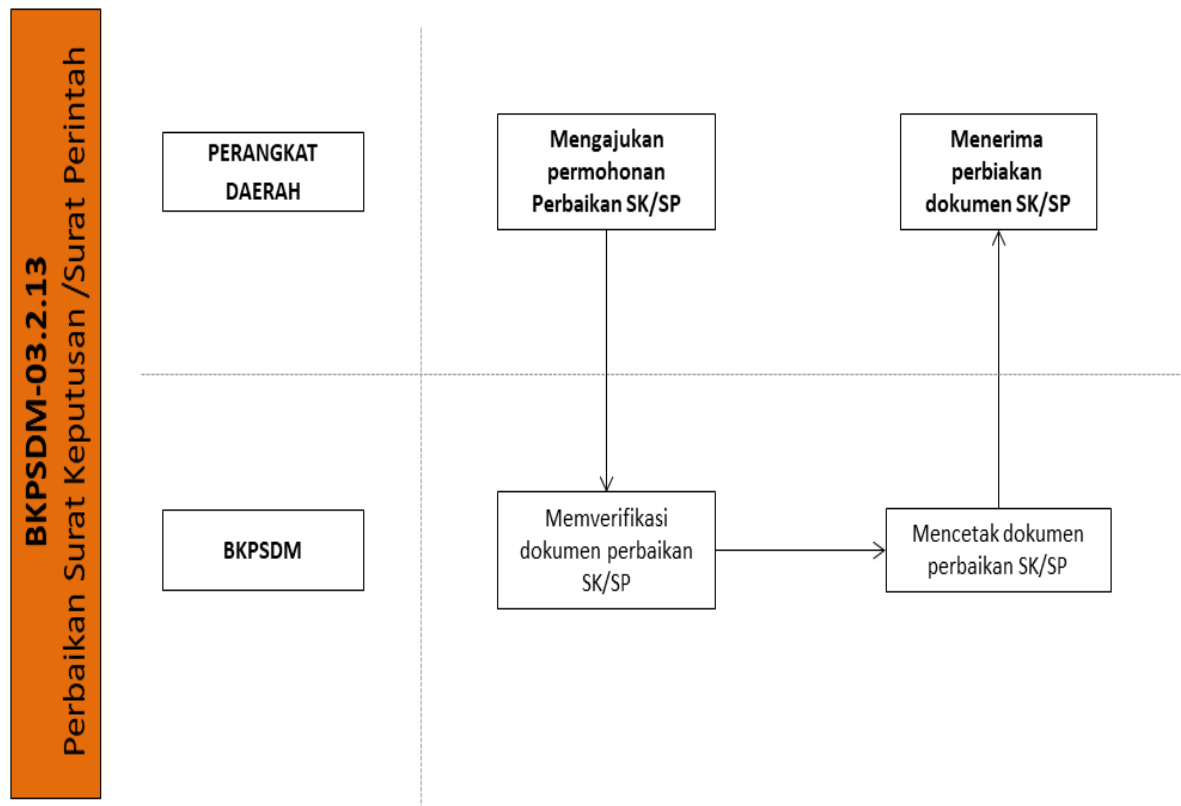 BKPSDM-03.2.13
Perbaikan Surat Keputusan /Surat Perintah
PERANGKAT
DAERAH
Mengajukan
permohonan
Perbaikan SK/SP
Menerima
perbiakan
dokumen SK/SP
BKPSDM
Memverifikasi
dokumen perbaikan
SK/SP
Mencetak dokumen
perbaikan SK/SP